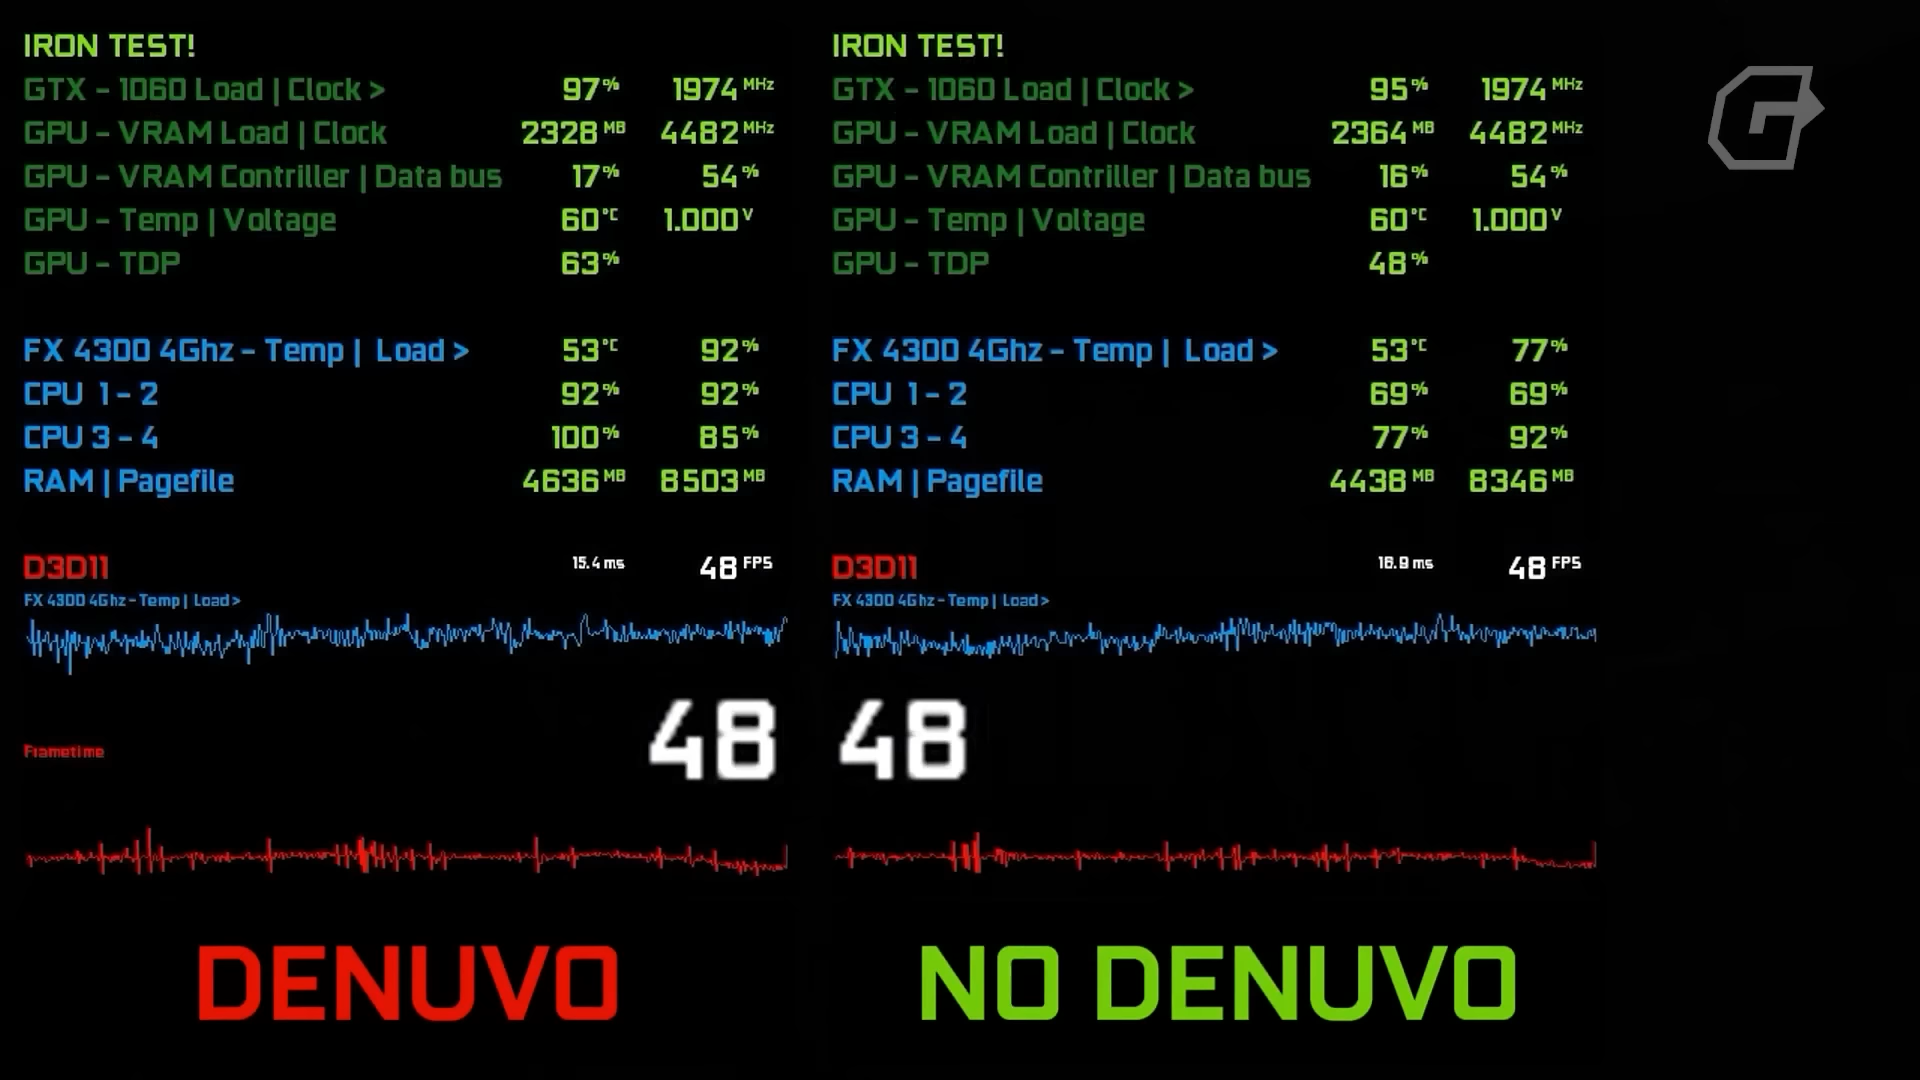 IRON TEST!
GTX - 1060 Load | Clock > 97% 1974 MHz
GPU - VRAM Load | Clock 2328 MB 4482 MHz
GPU - VRAM Contriller | Data bus 17% 54%
GPU - Temp | Voltage 60°C 1.000 V
GPU - TDP 63%
FX 4300 4Ghz - Temp | Load > 53°C 92%
CPU 1 - 2 92% 92%
CPU 3 - 4 100% 85%
RAM | Pagefile 4636 MB 8503 MB
D3D11 15.4 ms 48 FPS
FX 4300 4Ghz - Temp | Load >
48
Frametime
DENUVO
IRON TEST!
GTX - 1060 Load | Clock > 95% 1974 MHz
GPU - VRAM Load | Clock 2364 MB 4482 MHz
GPU - VRAM Contriller | Data bus 16% 54%
GPU - Temp | Voltage 60°C 1.000 V
GPU - TDP 48%
FX 4300 4Ghz - Temp | Load > 53°C 77%
CPU 1 - 2 69% 69%
CPU 3 - 4 77% 92%
RAM | Pagefile 4438 MB 8346 MB
D3D11 16.9 ms 48 FPS
FX 4300 4Ghz - Temp | Load >
48
NO DENUVO